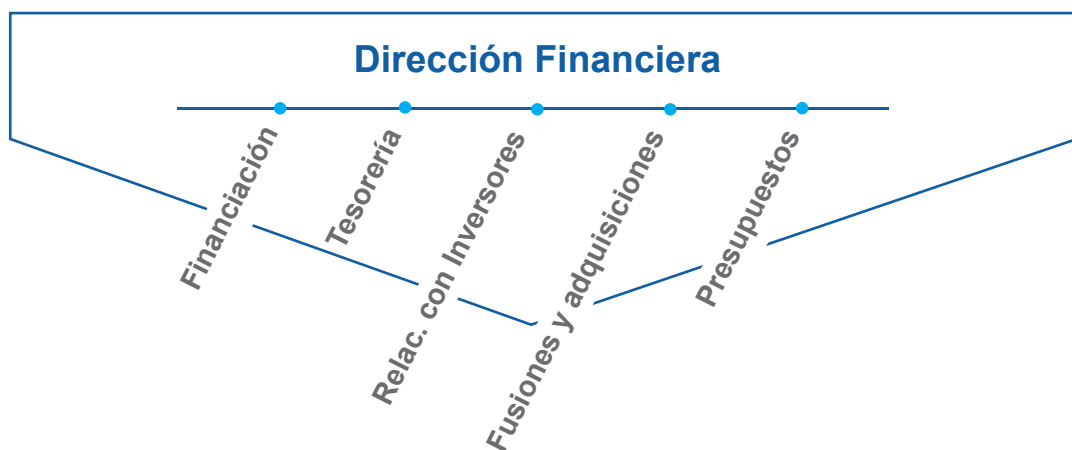 Dirección Financiera
Financiación
Tesorería
Relac. con Inversores
Fusiones y adquisiciones
Presupuestos